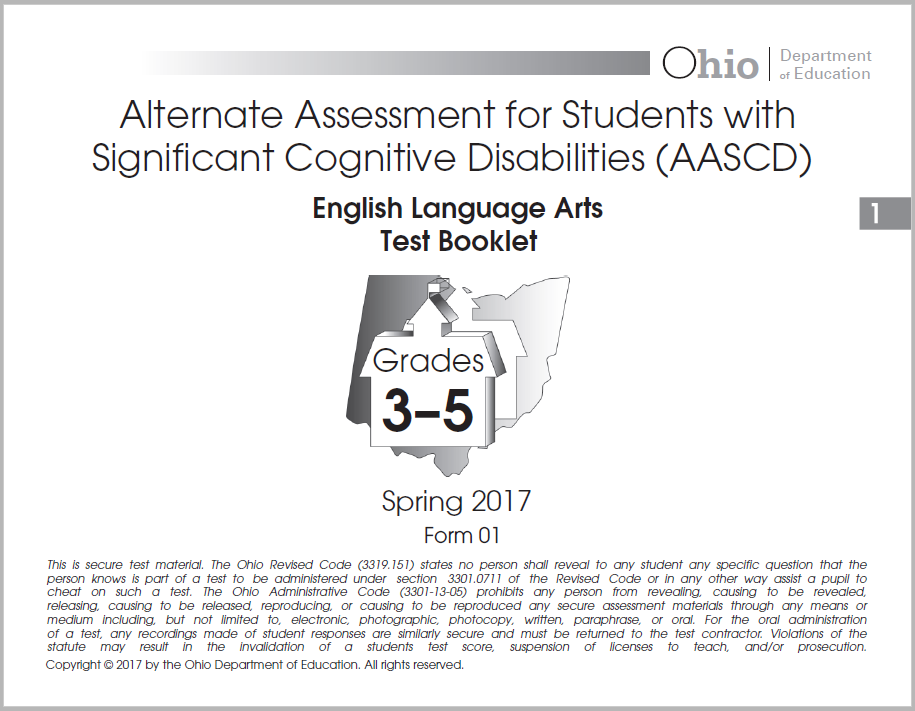 Ohio
Department
of Education
Alternate Assessment for Students with
Significant Cognitive Disabilities (AASCD)
English Language Arts
Test Booklet
1
Grades
3–5
Spring 2017
Form 01
This is secure test material. The Ohio Revised Code (3319.151) states no person shall reveal to any student any specific question that the
person knows is part of a test to be administered under section 3301.0711 of the Revised Code or in any other way assist a pupil to
cheat on such a test. The Ohio Administrative Code (3301-13-05) prohibits any person from revealing, causing to be revealed,
releasing, causing to be released, reproducing, or causing to be reproduced any secure assessment materials through any means or
medium including, but not limited to, electronic, photographic, photocopy, written, paraphrase, or oral. For the oral administration
of a test, any recordings made of student responses are similarly secure and must be returned to the test contractor. Violations of the
statute may result in the invalidation of a students test score, suspension of licenses to teach, and/or prosecution.
Copyright © 2017 by the Ohio Department of Education. All rights reserved.